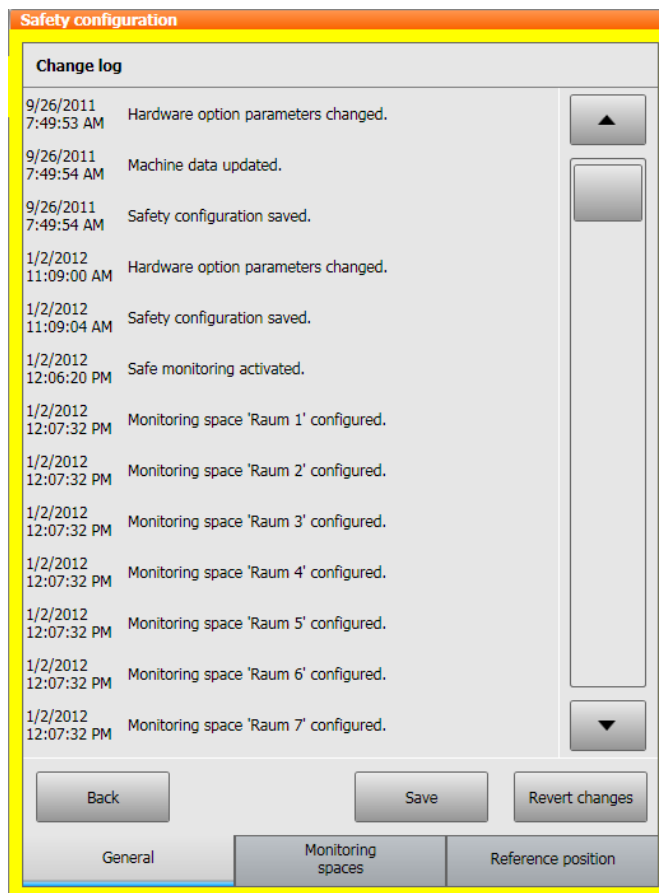 Safety configuration
Change log
9/26/2011
7:49:53 AM
Hardware option parameters changed.
9/26/2011
7:49:54 AM
Machine data updated.
9/26/2011
7:49:54 AM
Safety configuration saved.
1/2/2012
11:09:00 AM
Hardware option parameters changed.
1/2/2012
11:09:04 AM
Safety configuration saved.
1/2/2012
12:06:20 PM
Safe monitoring activated.
1/2/2012
12:07:32 PM
Monitoring space 'Raum 1' configured.
1/2/2012
12:07:32 PM
Monitoring space 'Raum 2' configured.
1/2/2012
12:07:32 PM
Monitoring space 'Raum 3' configured.
1/2/2012
12:07:32 PM
Monitoring space 'Raum 4' configured.
1/2/2012
12:07:32 PM
Monitoring space 'Raum 5' configured.
1/2/2012
12:07:32 PM
Monitoring space 'Raum 6' configured.
1/2/2012
12:07:32 PM
Monitoring space 'Raum 7' configured.
Back
Save
Revert changes
General
Monitoring
spaces
Reference position